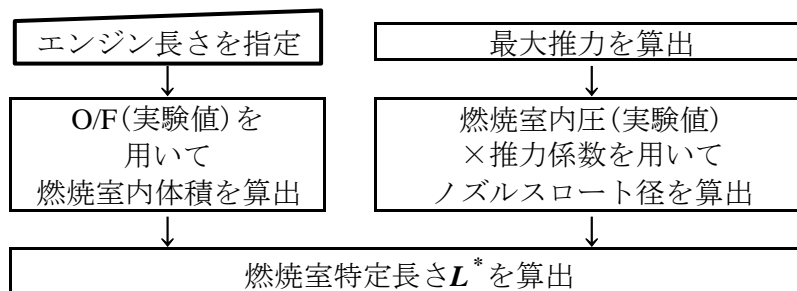 エンジン長さを指定
最大推力を算出
O/F(実験値)を
用いて
燃焼室内体積を算出
燃焼室内圧(実験値)
×推力係数を用いて
ノズルスロート径を算出
燃焼室特定長さL*を算出